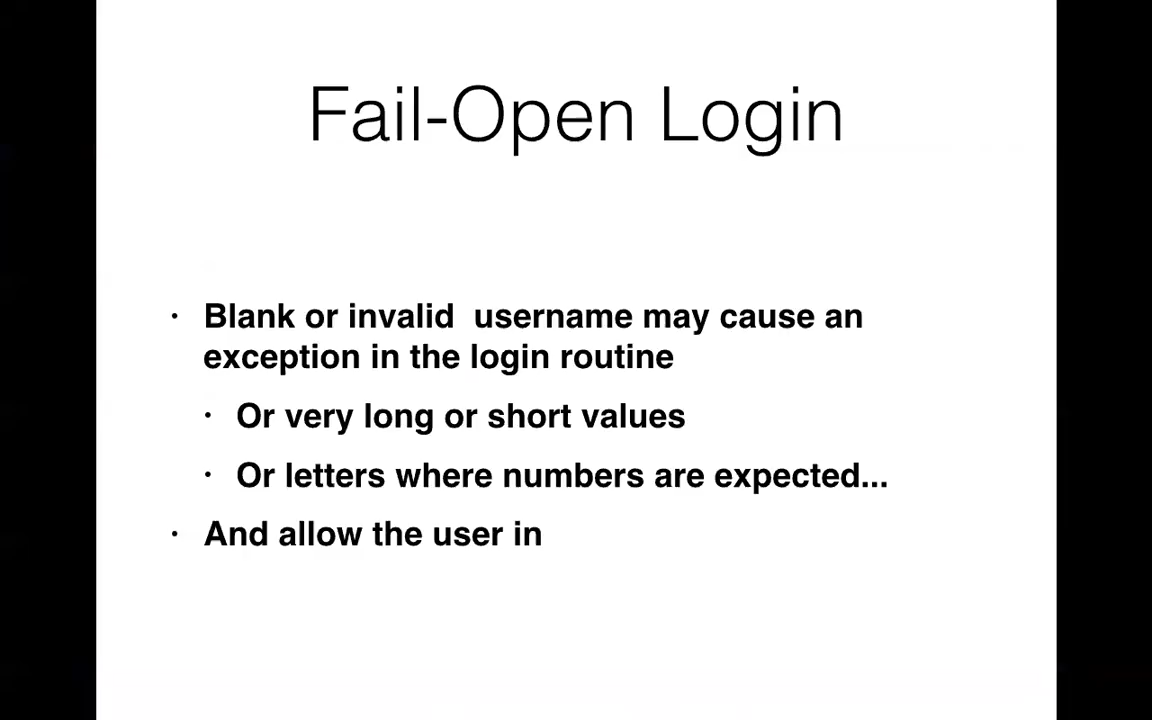 Fail-Open Login
• Blank or invalid  username may cause an
exception in the login routine
• Or very long or short values
• Or letters where numbers are expected...
• And allow the user in